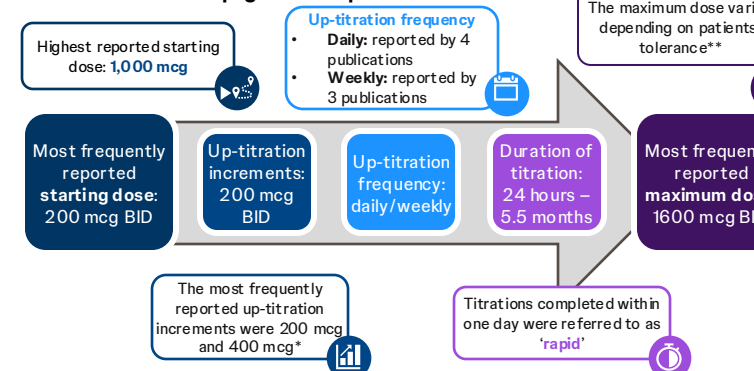 Up-titration frequency
• Daily: reported by 4
publications
• Weekly: reported by
3 publications
Highest reported starting
dose: 1,000 mcg
The maximum dose
depending on patients
tolerance**
Most frequently
reported
starting dose:
200 mcg BID
Up-titration
increments:
200 mcg
BID
Up-titration
frequency:
daily/weekly
Duration of
titration:
24 hours –
5.5 months
Most
reported
maximum
1600 mcg
The most frequently
reported up-titration
increments were 200 mcg
and 400 mcg*
Titrations completed within
one day were referred to as
‘rapid’